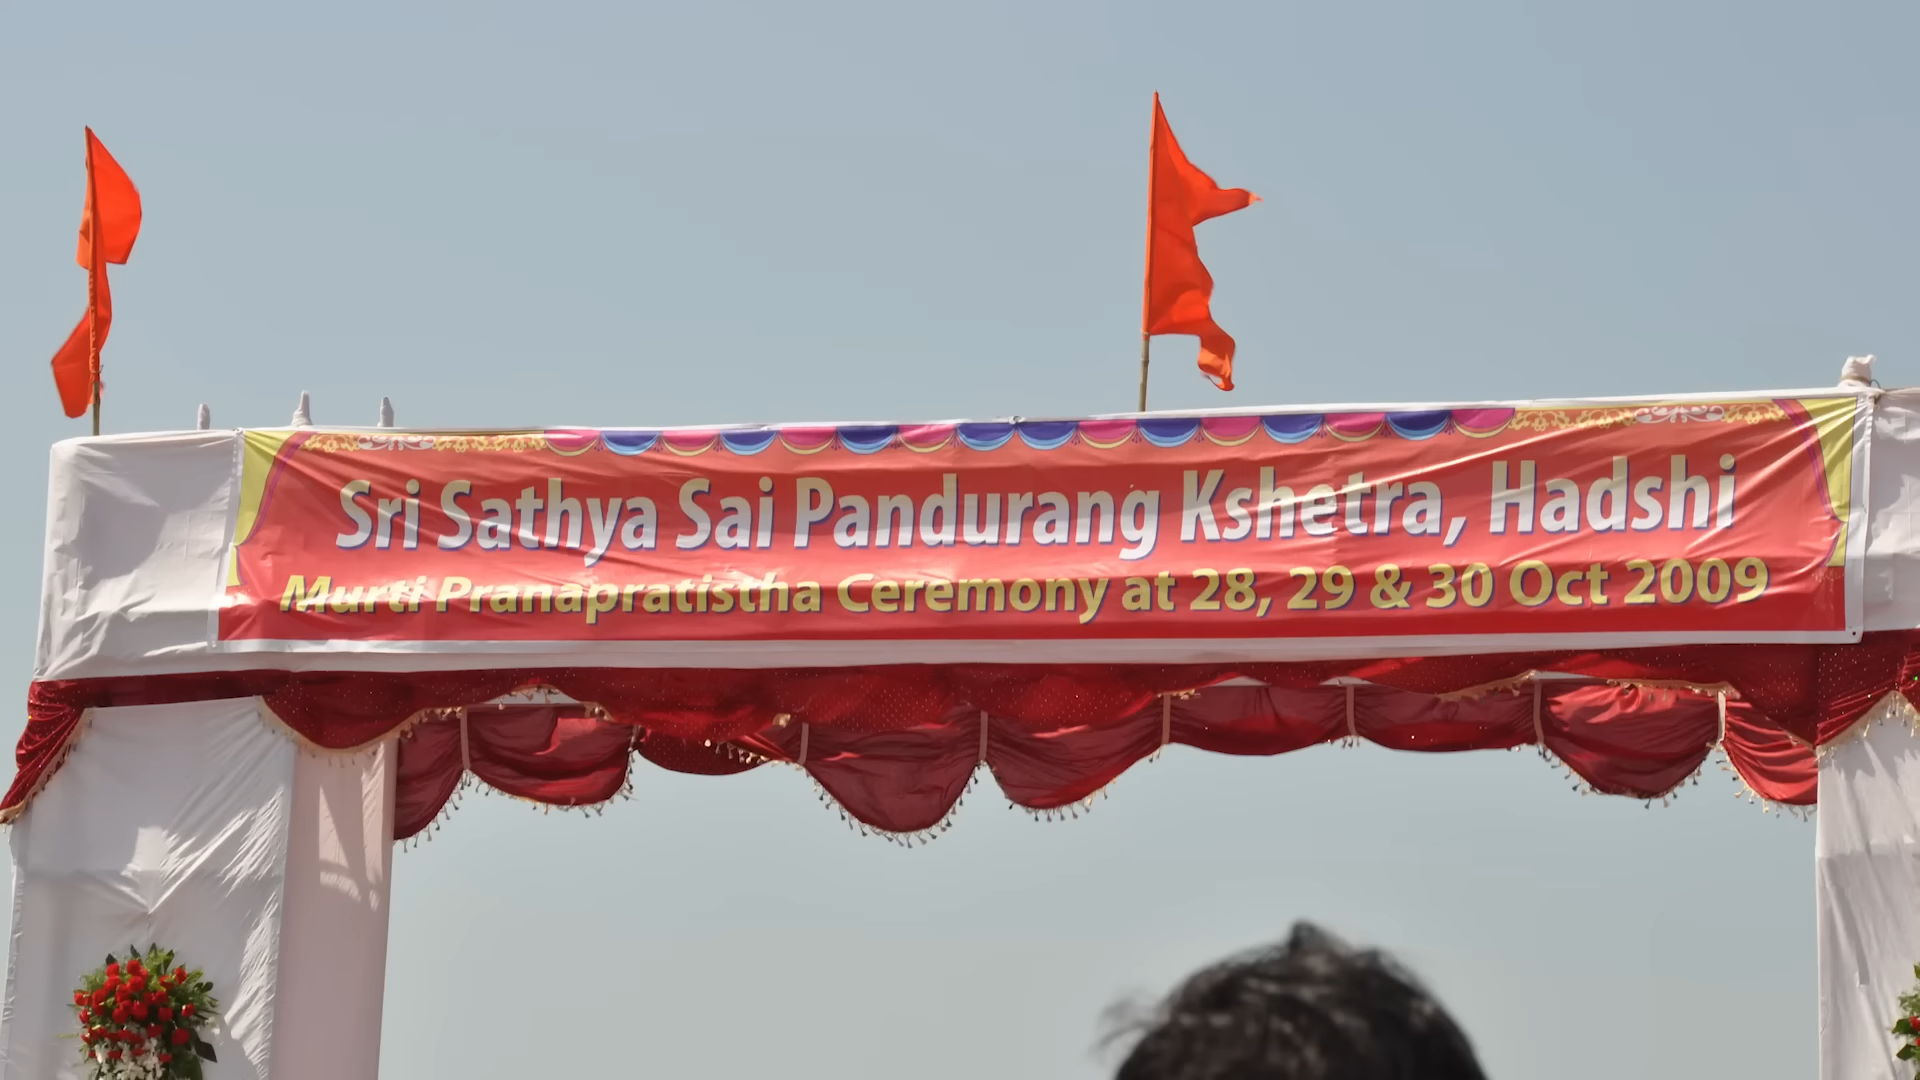 Sri Sathya Sai Pandurang Kshetra, Hadshi
Murti Pranapratistha Ceremony at 28, 29 & 30 Oct 2009